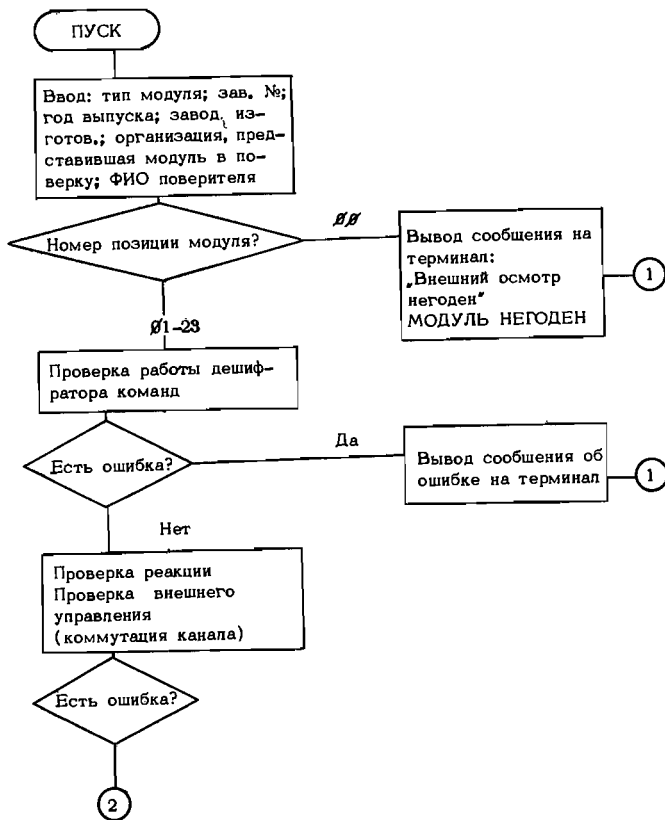 ПУСК
Ввод: тип модуля; зав. №;
год выпуска; завод. из-
готов.; организация, пред-
ставившая модуль в по-
верку; ФИО поверителя
Номер позиции модуля?
ØØ
Вывод сообщения на
терминал:
„Внешний осмотр
негоден"
МОДУЛЬ НЕГОДЕН
1
Ø1-23
Проверка работы дешиф-
ратора команд
Есть ошибка?
Да
Вывод сообщения об
ошибке на терминал
1
Нет
Проверка реакции
Проверка внешнего
управления
(коммутация канала)
Есть ошибка?
2